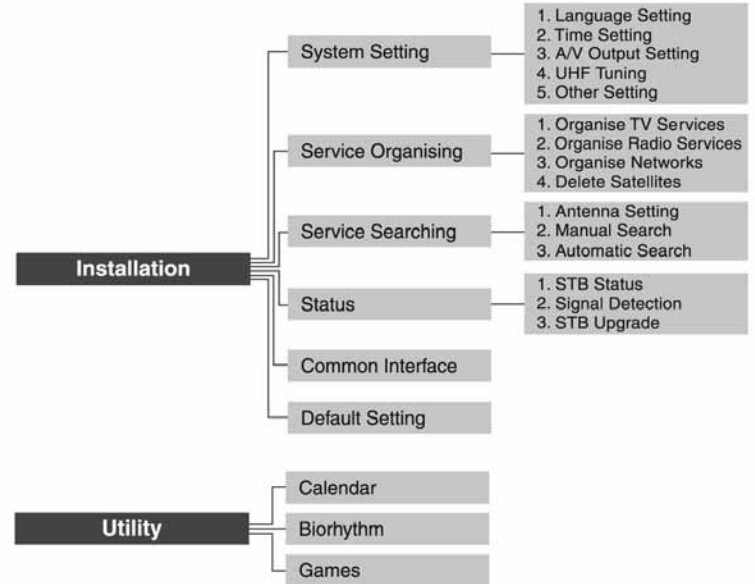 Installation
System Setting
1. Language Setting
2. Time Setting
3. A/V Output Setting
4. UHF Tuning
5. Other Setting
Service Organising
1. Organise TV Services
2. Organise Radio Services
3. Organise Networks
4. Delete Satellites
Service Searching
1. Antenna Setting
2. Manual Search
3. Automatic Search
Status
1. STB Status
2. Signal Detection
3. STB Upgrade
Common Interface
Default Setting
Utility
Calendar
Biorhythm
Games